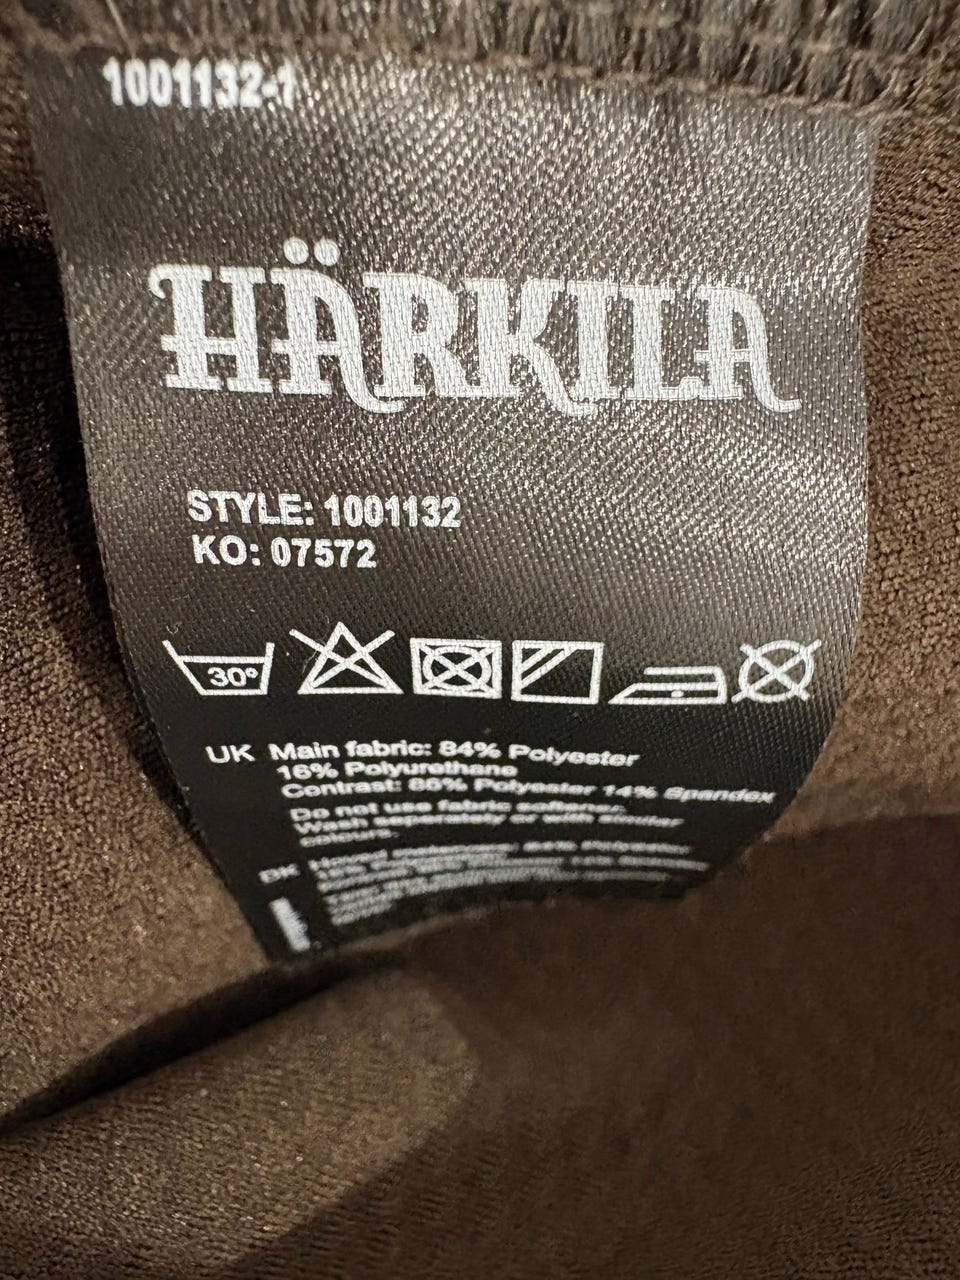 1001132-1
HÄRKILA
STYLE: 1001132
KO: 07572
30°
UK Main fabric: 84% Polyester
16% Polyurethane
Contrast: 86% Polyester 14% Spandex
Do not use fabric softener.
Wash separately or with similar
colours.
DK